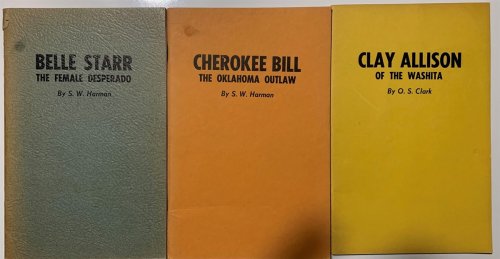 BELLE STARR
THE FEMALE DESPERADO
By S. W. Harman
CHEROKEE BILL
THE OKLAHOMA OUTLAW
By S. W. Harman
CLAY ALLISON
OF THE WASHITA
By O. S. Clark